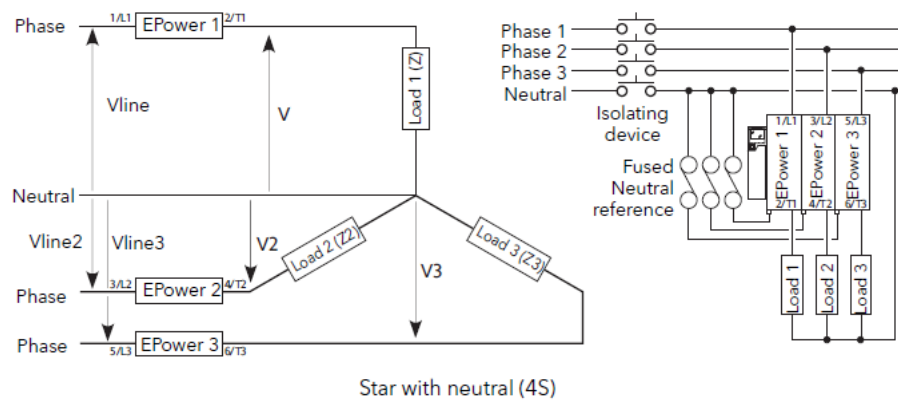 Phase
1/L1
EPower 1
2/T1
Load 1 (Z)
Vline
V
Neutral
Vline2
Vline3
V2
Load 2 (Z2)
Load 3 (Z3)
V3
Phase
3/L2
EPower 2
4/T2
Phase
5/L3
EPower 3
6/T3
Phase 1
Phase 2
Phase 3
Neutral
Isolating
device
Fused
Neutral
reference
1/L1
3/L2
5/L3
EPower 1
EPower 2
EPower 3
2/T1
4/T2
6/T3
Load 1
Load 2
Load 3
Star with neutral (4S)